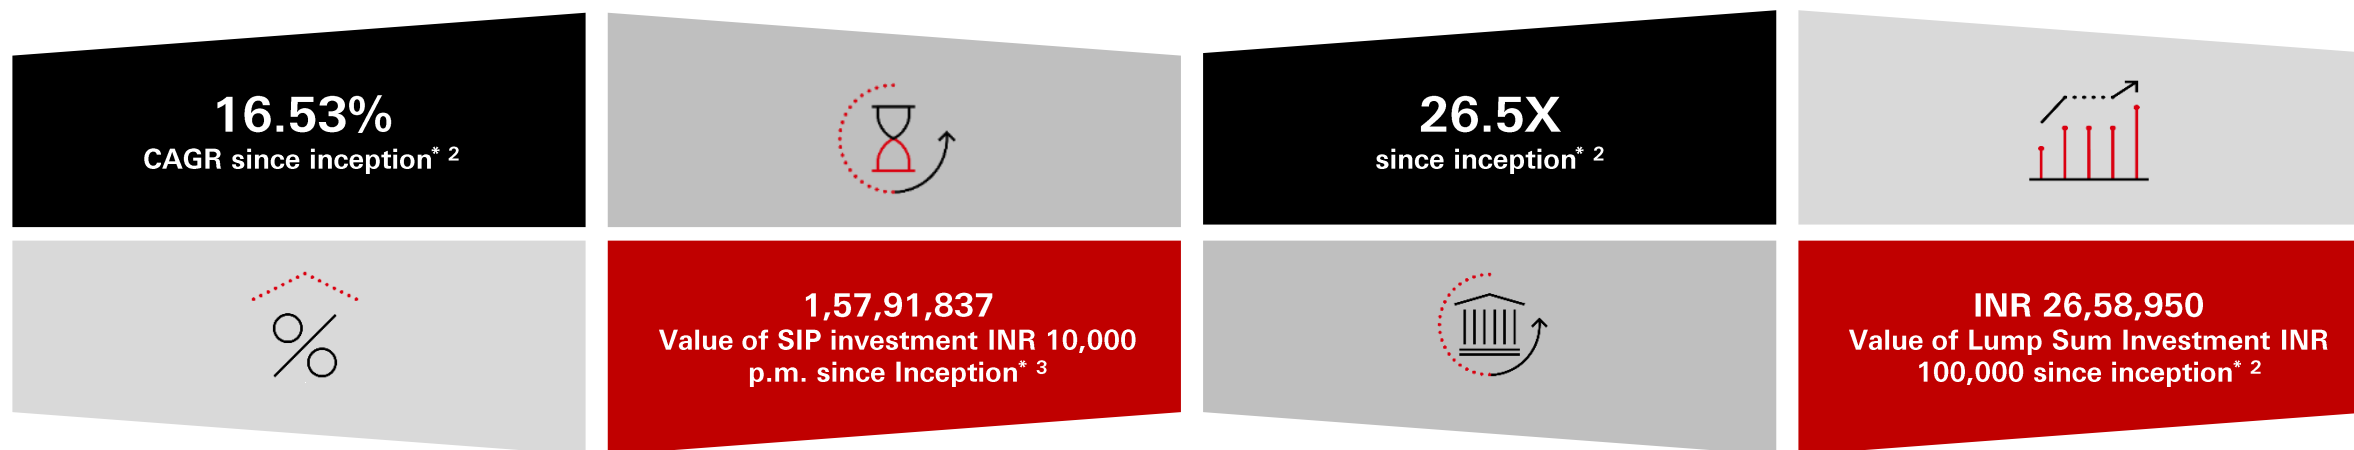 16.53%
CAGR since inception* 2
26.5X
since inception* 2
1,57,91,837
Value of SIP investment INR 10,000
p.m. since Inception* 3
INR 26,58,950
Value of Lump Sum Investment INR
100,000 since inception* 2